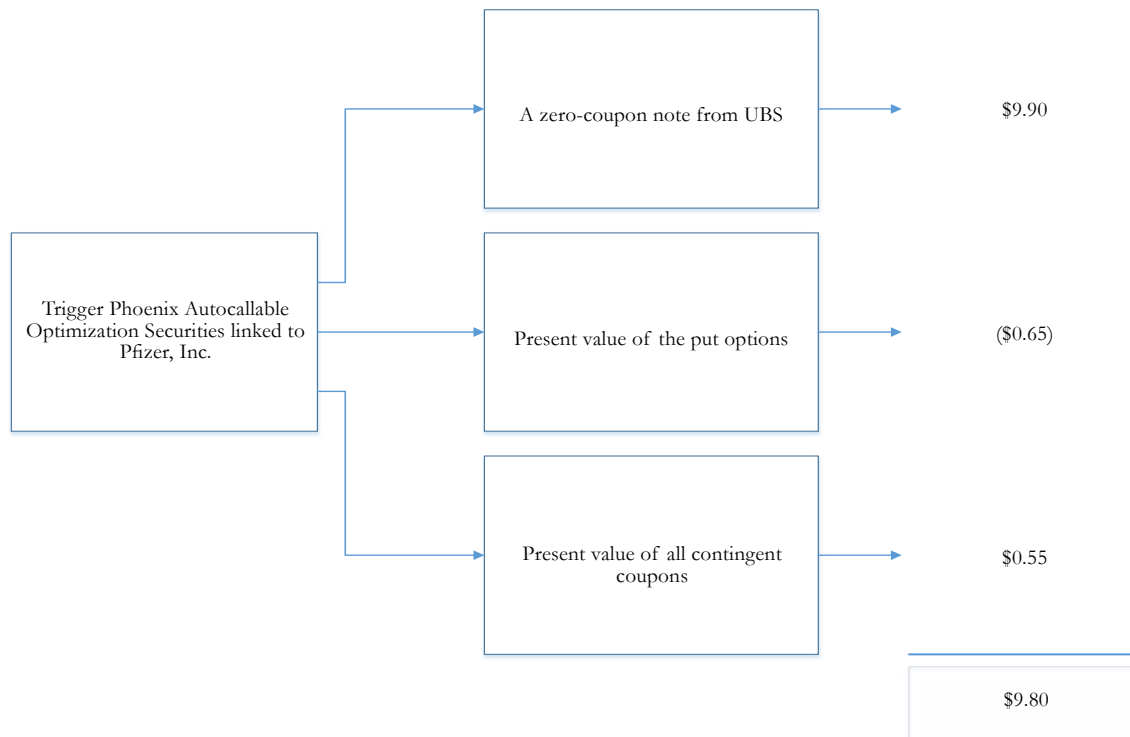 A zero-coupon note from UBS
$9.90
Trigger Phoenix Autocallable
Optimization Securities linked to
Pfizer, Inc.
Present value of the put options
($0.65)
Present value of all contingent
coupons
$0.55
$9.80